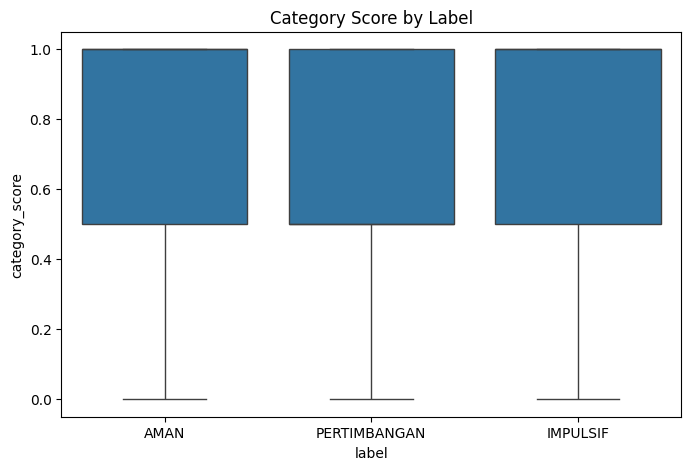 Category Score by Label
category_score
1.0
0.8
0.6
0.4
0.2
0.0
AMAN PERTIMBANGAN IMPULSIF
label